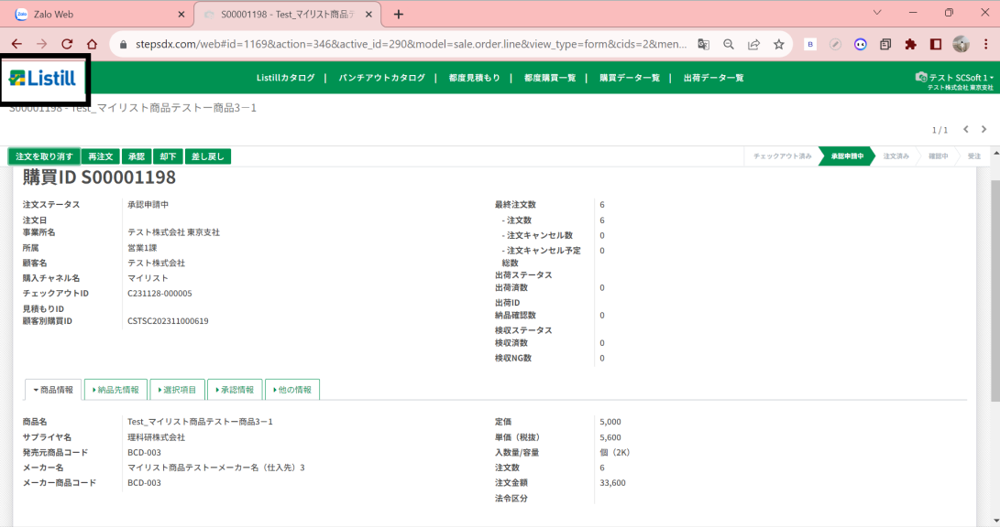 Zalo Web
S00001198 - Test_マイリスト商品テ
stepsdx.com/web#id=1169&action=346&active_id=290&model=sale.order.line&view_type=form&cids=2&men...
Listill
Listillカタログ | パンチアウトカタログ | 都度見積もり | 都度購買一覧 | 購買データ一覧 | 出荷データ一覧
テスト SCSoft 1
テスト株式会社 東京支社
S00001198 - Test_マイリスト商品テストー商品3ー1
1 / 1
注文を取り消す 再注文 承認 却下 差し戻し
チェックアウト済み 承認申請中 注文済み 確認中 受注
購買ID S00001198
注文ステータス 承認申請中
注文日
事業所名 テスト株式会社 東京支社
所属 営業1課
顧客名 テスト株式会社
購入チャネル名 マイリスト
チェックアウトID C231128-000005
見積もりID
顧客別購買ID CSTSC202311000619
最終注文数 6
- 注文数 6
- 注文キャンセル数 0
- 注文キャンセル予定 0
総数
出荷ステータス
出荷済数 0
出荷ID
納品確認数 0
検収ステータス
検収済数 0
検収NG数 0
商品情報 納品先情報 選択項目 承認情報 他の情報
商品名 Test_マイリスト商品テストー商品3ー1
サプライヤ名 理科研株式会社
発売元商品コード BCD-003
メーカー名 マイリスト商品テストーメーカー名（仕入先）3
メーカー商品コード BCD-003
定価 5,000
単価（税抜） 5,600
入数量/容量 個（2K）
注文数 6
注文金額 33,600
法令区分